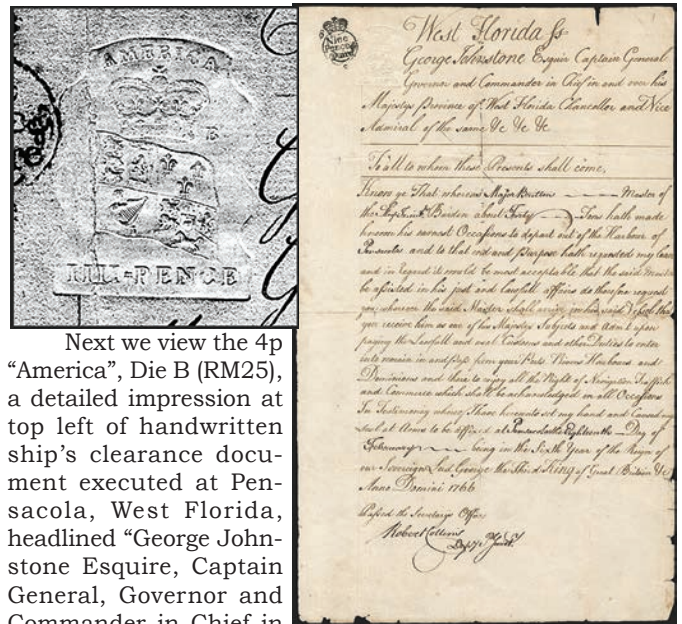 AMERICA
IIII=PENCE
Next we view the 4p
“America”, Die B (RM25),
a detailed impression at
top left of handwritten
ship’s clearance docu-
ment executed at Pen-
sacola, West Florida,
headlined “George John-
stone Esquire, Captain
General, Governor and
Commander in Chief in
West Florida Ss
George Johnstone Esquir Captain General
Governor and Commander in Chief in and over his
Majestys Province of West Florida Chancellor and Vice
Admiral of the same &c &c &c
To all to whom these Presents shall come,
Know ye That whereas Major Britten Master of
the Burden about Forty Tons hath made
known his earnest Occassions to depart out of the Harbour of
Pensacola and to that end and Purpose hath requested my leave
and in regard it would be most acceptable that the said Master
be assisted in his just and lawfull affairs do therefore request
you, wherever the said Master shall arrive in his said Vessel that
you receive him as one of his Majestys Subjects and Admit upon
paying the Lawfull and usual Customs and other Duties to enter
into remain in and pass from your Ports Harbours and
Dominions and there to enjoy all the Right of Navigation Traffick
and Commerce which shall be acknowledged in all Occasions
In Testimony whereof I have hereunto set my hand and Caused my
seal at Arms to be affixed at Pensacola the Eighteenth Day of
February being in the Sixth Year of the Reign of
our Sovereign Lord George the Third King of Great Britain &c
Anno Domini 1766
Passed the Secretarys Office
Robert Collins